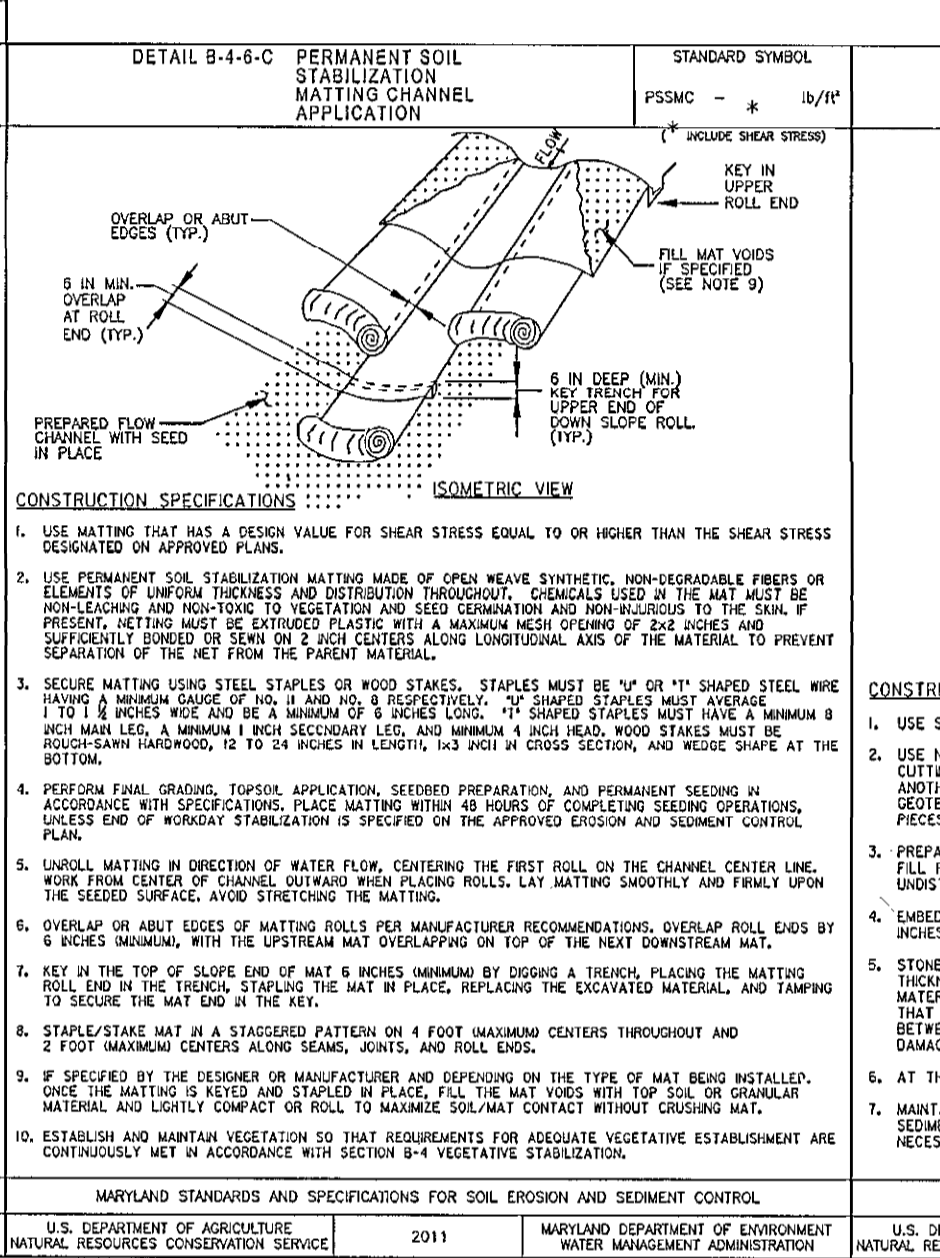 DETAIL B-4-6-C PERMANENT SOIL
STABILIZATION
MATTING CHANNEL
APPLICATION
STANDARD SYMBOL
PSSMC - * lb/ft²
(* INCLUDE SHEAR STRESS)
FLOW
KEY IN
UPPER
ROLL END
OVERLAP OR ABUT
EDGES (TYP.)
FILL MAT VOIDS
IF SPECIFIED
(SEE NOTE 9)
6 IN MIN.
OVERLAP
AT ROLL
END (TYP.)
6 IN DEEP (MIN.)
KEY TRENCH FOR
UPPER END OF
DOWN SLOPE ROLL.
(TYP.)
PREPARED FLOW
CHANNEL WITH SEED
IN PLACE
ISOMETRIC VIEW
CONSTRUCTION SPECIFICATIONS
1. USE MATTING THAT HAS A DESIGN VALUE FOR SHEAR STRESS EQUAL TO OR HIGHER THAN THE SHEAR STRESS
DESIGNATED ON APPROVED PLANS.
2. USE PERMANENT SOIL STABILIZATION MATTING MADE OF OPEN WEAVE SYNTHETIC, NON-DEGRADABLE FIBERS OR
ELEMENTS OF UNIFORM THICKNESS AND DISTRIBUTION THROUGHOUT. CHEMICALS USED IN THE MAT MUST BE
NON-LEACHING AND NON-TOXIC TO VEGETATION AND SEED GERMINATION AND NON-INJURIOUS TO THE SKIN. IF
PRESENT, NETTING MUST BE EXTRUDED PLASTIC WITH A MAXIMUM MESH OPENING OF 2x2 INCHES AND
SUFFICIENTLY BONDED OR SEWN ON 2 INCH CENTERS ALONG LONGITUDINAL AXIS OF THE MATERIAL TO PREVENT
SEPARATION OF THE NET FROM THE PARENT MATERIAL.
3. SECURE MATTING USING STEEL STAPLES OR WOOD STAKES. STAPLES MUST BE "U" OR "T" SHAPED STEEL WIRE
HAVING A MINIMUM GAUGE OF NO. 11 AND NO. 8 RESPECTIVELY. "U" SHAPED STAPLES MUST AVERAGE
1 TO 1 ½ INCHES WIDE AND BE A MINIMUM OF 6 INCHES LONG. "T" SHAPED STAPLES MUST HAVE A MINIMUM 8
INCH MAIN LEG, A MINIMUM 1 INCH SECONDARY LEG, AND MINIMUM 4 INCH HEAD. WOOD STAKES MUST BE
ROUGH-SAWN HARDWOOD, 12 TO 24 INCHES IN LENGTH, 1x3 INCH IN CROSS SECTION, AND WEDGE SHAPE AT THE
BOTTOM.
4. PERFORM FINAL GRADING, TOPSOIL APPLICATION, SEEDBED PREPARATION, AND PERMANENT SEEDING IN
ACCORDANCE WITH SPECIFICATIONS. PLACE MATTING WITHIN 48 HOURS OF COMPLETING SEEDING OPERATIONS,
UNLESS END OF WORKDAY STABILIZATION IS SPECIFIED ON THE APPROVED EROSION AND SEDIMENT CONTROL
PLAN.
5. UNROLL MATTING IN DIRECTION OF WATER FLOW, CENTERING THE FIRST ROLL ON THE CHANNEL CENTER LINE.
WORK FROM CENTER OF CHANNEL OUTWARD WHEN PLACING ROLLS. LAY MATTING SMOOTHLY AND FIRMLY UPON
THE SEEDED SURFACE. AVOID STRETCHING THE MATTING.
6. OVERLAP OR ABUT EDGES OF MATTING ROLLS PER MANUFACTURER RECOMMENDATIONS. OVERLAP ROLL ENDS BY
6 INCHES (MINIMUM), WITH THE UPSTREAM MAT OVERLAPPING ON TOP OF THE NEXT DOWNSTREAM MAT.
7. KEY IN THE TOP OF SLOPE END OF MAT 6 INCHES (MINIMUM) BY DIGGING A TRENCH, PLACING THE MATTING
ROLL END IN THE TRENCH, STAPLING THE MAT IN PLACE, REPLACING THE EXCAVATED MATERIAL, AND TAMPING
TO SECURE THE MAT END IN THE KEY.
8. STAPLE/STAKE MAT IN A STAGGERED PATTERN ON 4 FOOT (MAXIMUM) CENTERS THROUGHOUT AND
2 FOOT (MAXIMUM) CENTERS ALONG SEAMS, JOINTS, AND ROLL ENDS.
9. IF SPECIFIED BY THE DESIGNER OR MANUFACTURER AND DEPENDING ON THE TYPE OF MAT BEING INSTALLED,
ONCE THE MATTING IS KEYED AND STAPLED IN PLACE, FILL THE MAT VOIDS WITH TOP SOIL OR GRANULAR
MATERIAL AND LIGHTLY COMPACT OR ROLL TO MAXIMIZE SOIL/MAT CONTACT WITHOUT CRUSHING MAT.
10. ESTABLISH AND MAINTAIN VEGETATION SO THAT REQUIREMENTS FOR ADEQUATE VEGETATIVE ESTABLISHMENT ARE
CONTINUOUSLY MET IN ACCORDANCE WITH SECTION B-4 VEGETATIVE STABILIZATION.
MARYLAND STANDARDS AND SPECIFICATIONS FOR SOIL EROSION AND SEDIMENT CONTROL
U.S. DEPARTMENT OF AGRICULTURE
NATURAL RESOURCES CONSERVATION SERVICE
2011
MARYLAND DEPARTMENT OF ENVIRONMENT
WATER MANAGEMENT ADMINISTRATION
1. USE
2. USE
3.
4.
INCHES
5.
THAT
6. AT
7.
U.S.
NATURAL